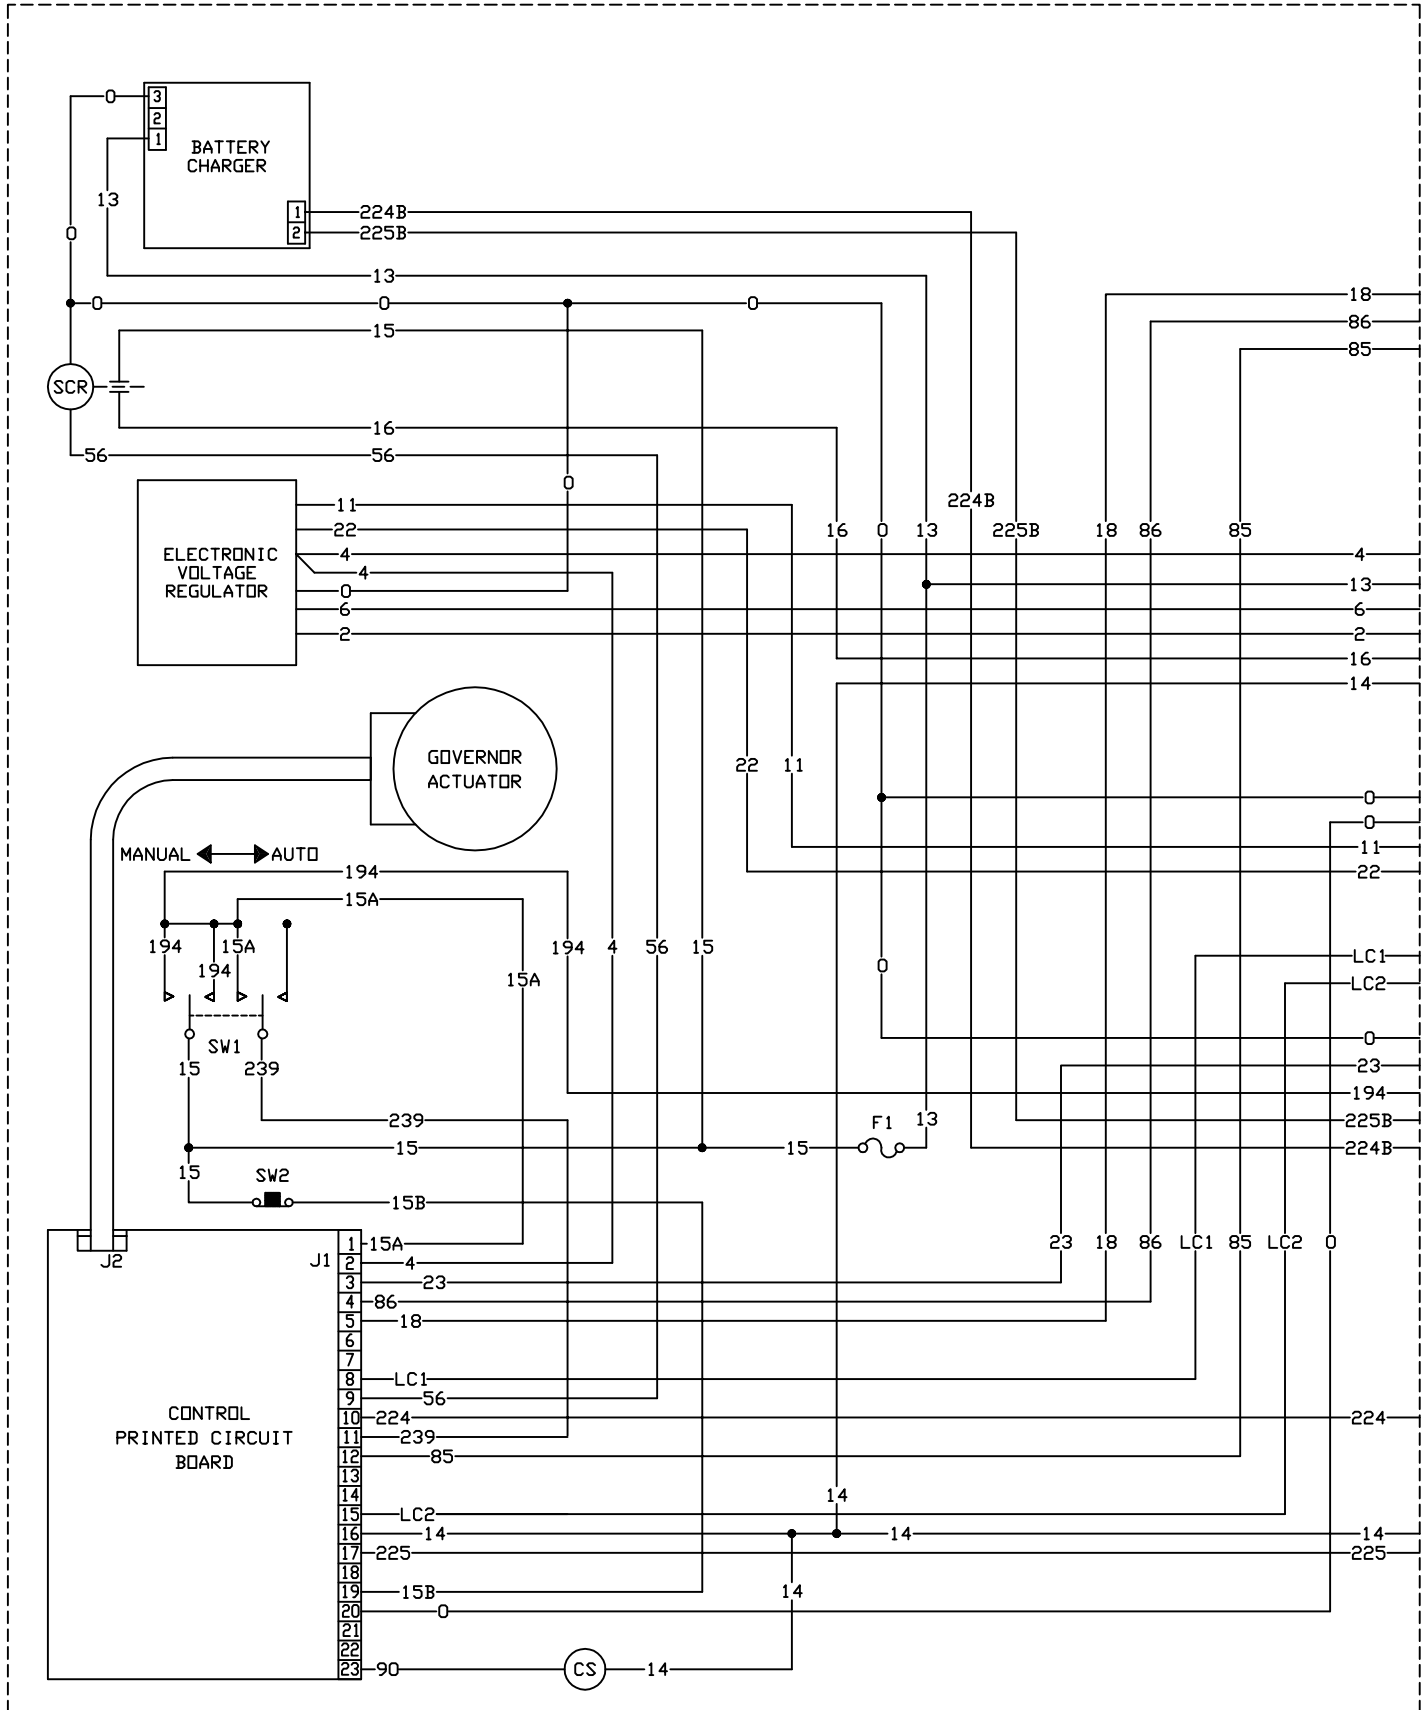 0
3
2
1
BATTERY
CHARGER
13
1
224B
0
2
225B
13
18
0
0
0
86
15
85
SCR
16
56
56
0
224B
11
22
16
0
13
225B
18
86
85
ELECTRONIC
VOLTAGE
REGULATOR
4
4
4
13
0
6
6
2
2
16
14
GOVERNOR
ACTUATOR
22
11
0
0
MANUAL
AUTO
11
194
22
15A
194
15A
194
4
56
15
LC1
194
0
15A
LC2
SW1
0
15
239
23
194
239
F1
13
225B
15
15
224B
15
SW2
15B
J2
J1
1
15A
23
18
86
LC1
85
LC2
0
2
4
3
23
4
86
5
18
6
7
8
LC1
9
56
10
224
224
11
239
12
85
13
14
14
15
LC2
16
14
14
14
17
225
225
18
19
15B
14
20
0
21
22
23
90
CS
14
CONTROL
PRINTED CIRCUIT
BOARD